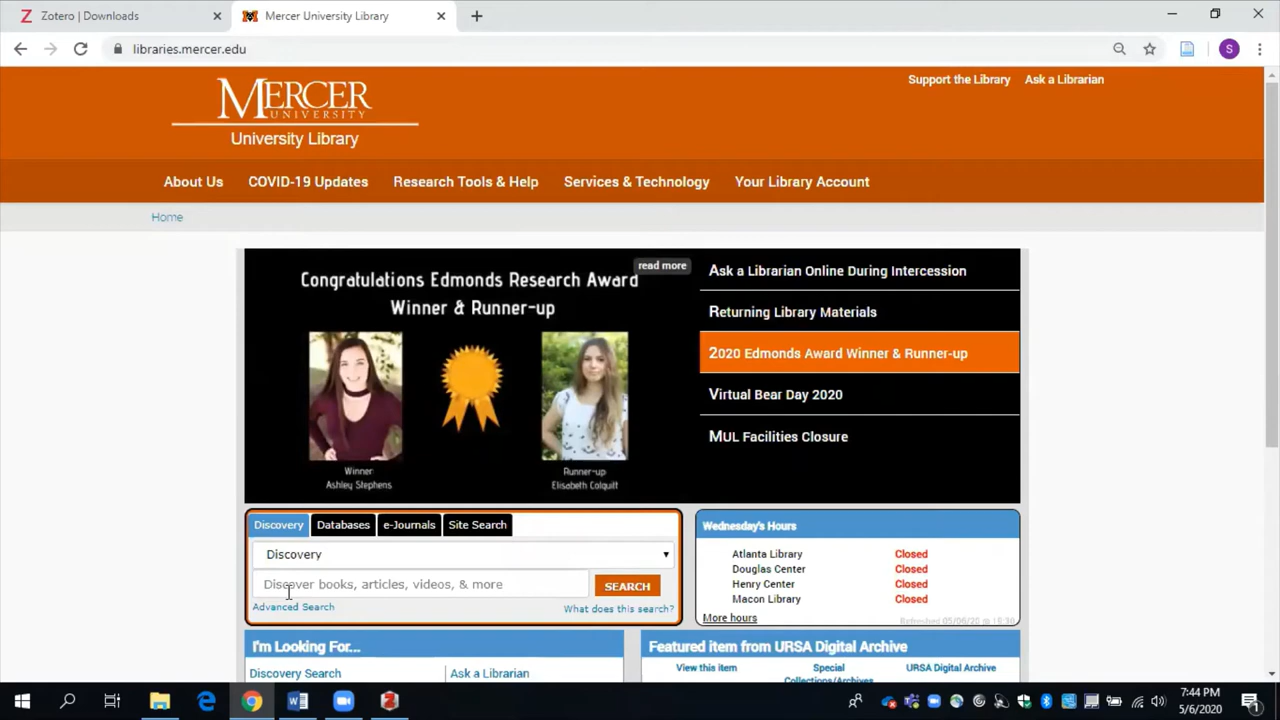 Zotero | Downloads
Mercer University Library
libraries.mercer.edu
S
Support the Library
Ask a Librarian
MERCER
UNIVERSITY
University Library
About Us
COVID-19 Updates
Research Tools & Help
Services & Technology
Your Library Account
Home
Congratulations Edmonds Research Award
Winner & Runner-up
read more
Winner:
Ashley Stephens
Runner-up:
Elisabeth Colquitt
Ask a Librarian Online During Intercession
Returning Library Materials
2020 Edmonds Award Winner & Runner-up
Virtual Bear Day 2020
MUL Facilities Closure
Discovery
Databases
e-Journals
Site Search
Discovery
Discover books, articles, videos, & more
SEARCH
Advanced Search
What does this search?
Wednesday's Hours
Atlanta Library Closed
Douglas Center Closed
Henry Center Closed
Macon Library Closed
More hours
I'm Looking For...
Discovery Search
Ask a Librarian
Featured item from URSA Digital Archive
View this item
Special
Collections/Archives
URSA Digital Archive
7:44 PM
5/6/2020